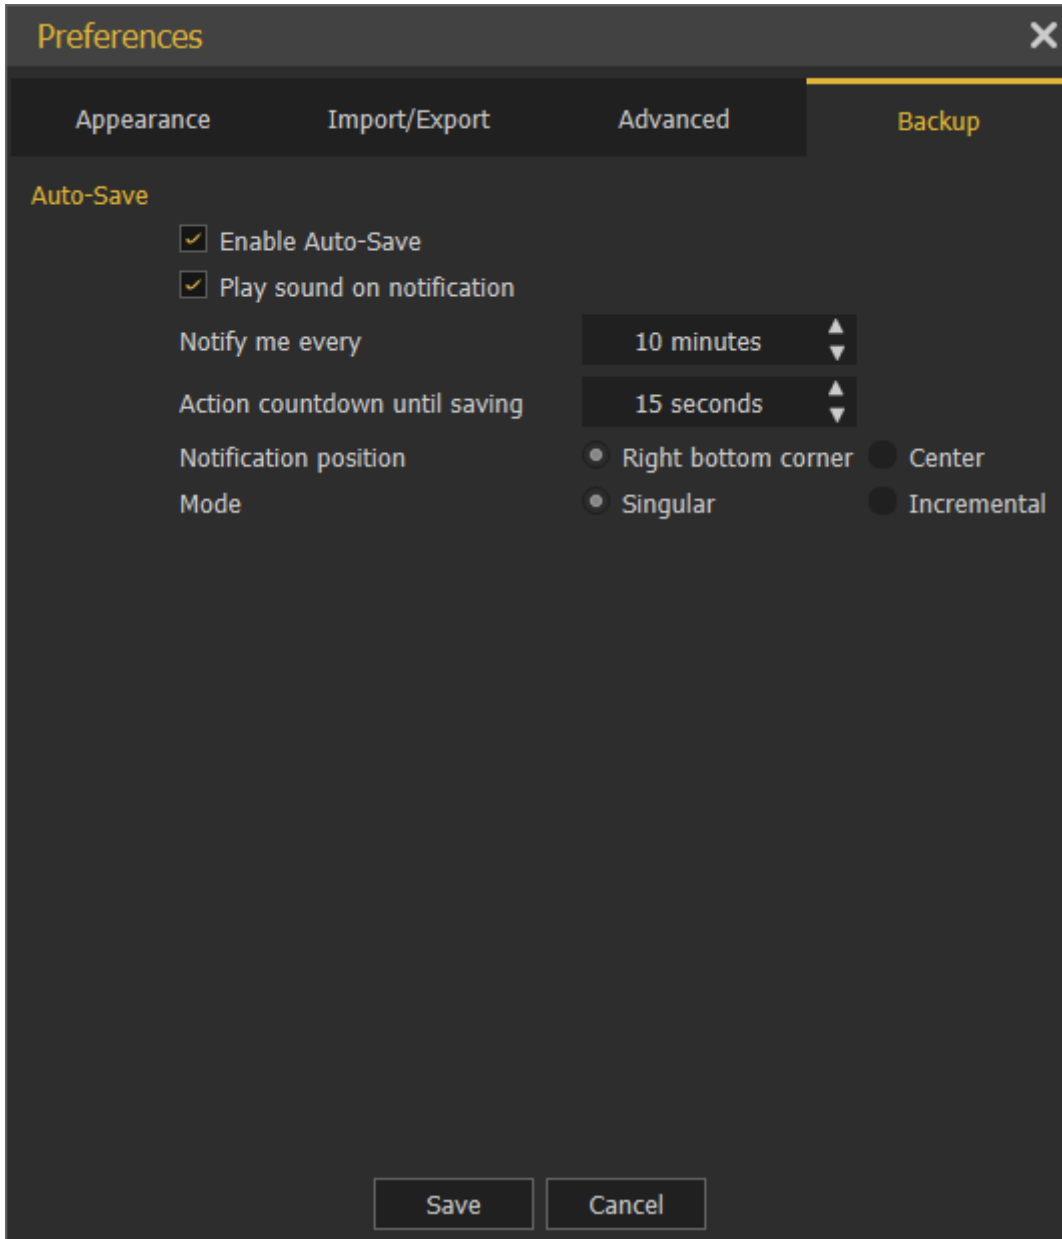 Preferences
Appearance Import/Export Advanced Backup
Auto-Save
Enable Auto-Save
Play sound on notification
Notify me every 10 minutes
Action countdown until saving 15 seconds
Notification position Right bottom corner Center
Mode Singular Incremental
Save Cancel